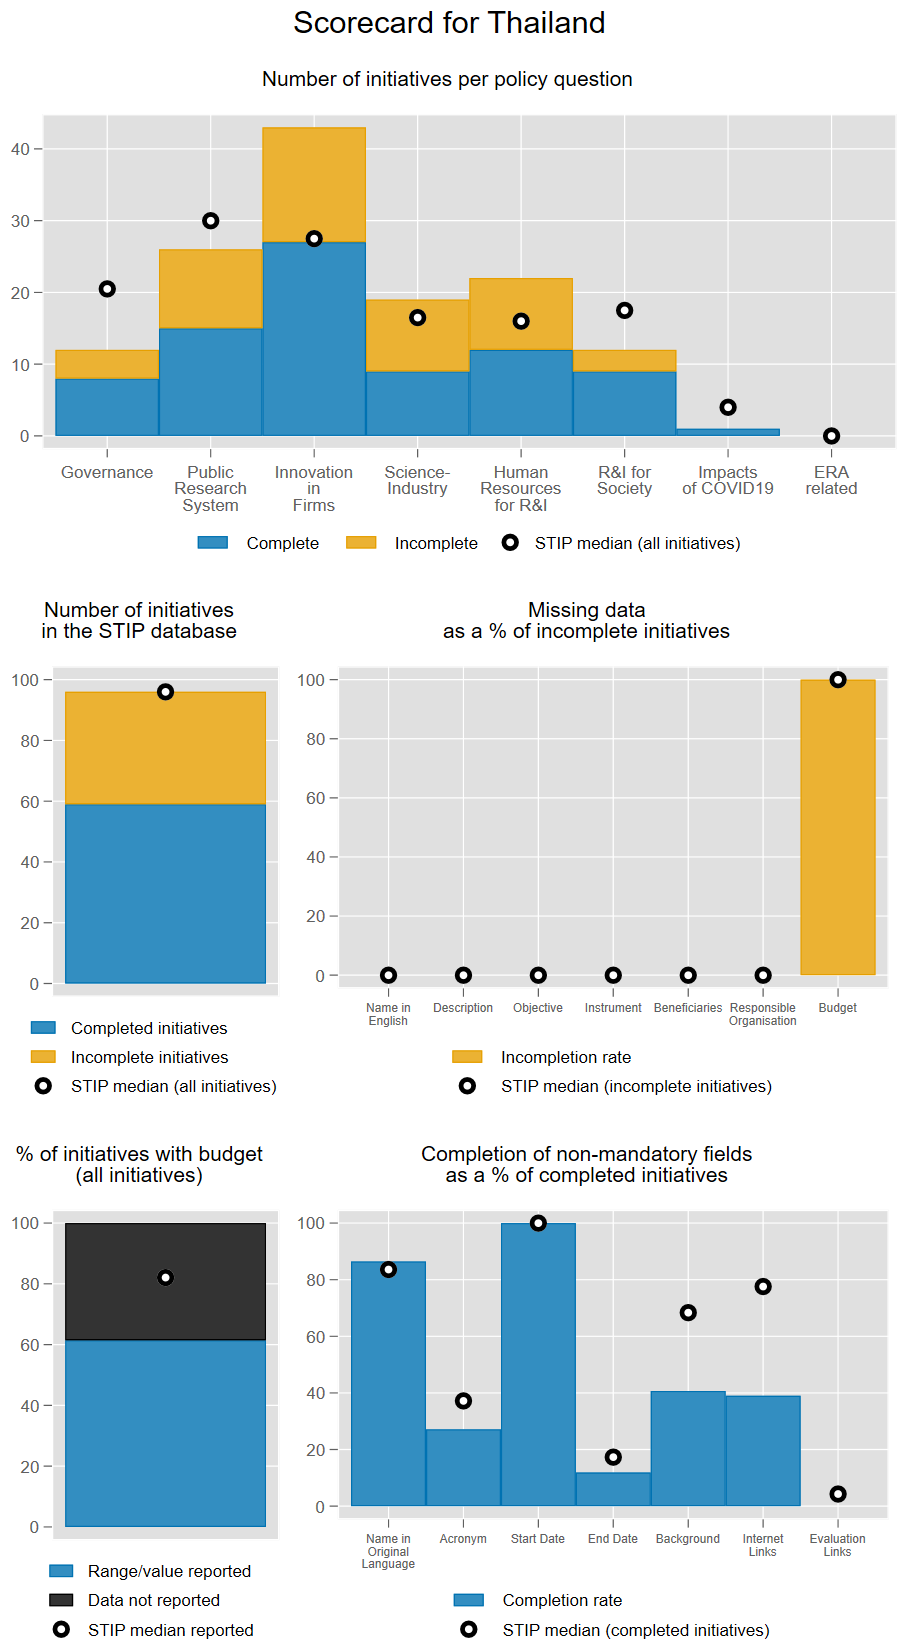 Scorecard for Thailand
Number of initiatives per policy question
40
30
20
10
0
Governance
Public
Research
System
Innovation
in
Firms
Science-
Industry
Human
Resources
for R&I
R&I for
Society
Impacts
of COVID19
ERA
related
Complete
Incomplete
STIP median (all initiatives)
Number of initiatives
in the STIP database
100
80
60
40
20
0
Completed initiatives
Incomplete initiatives
STIP median (all initiatives)
Missing data
as a % of incomplete initiatives
100
80
60
40
20
0
Name in
English
Description
Objective
Instrument
Beneficiaries
Responsible
Organisation
Budget
Incompletion rate
STIP median (incomplete initiatives)
% of initiatives with budget
(all initiatives)
100
80
60
40
20
0
Range/value reported
Data not reported
STIP median reported
Completion of non-mandatory fields
as a % of completed initiatives
100
80
60
40
20
0
Name in
Original
Language
Acronym
Start Date
End Date
Background
Internet
Links
Evaluation
Links
Completion rate
STIP median (completed initiatives)